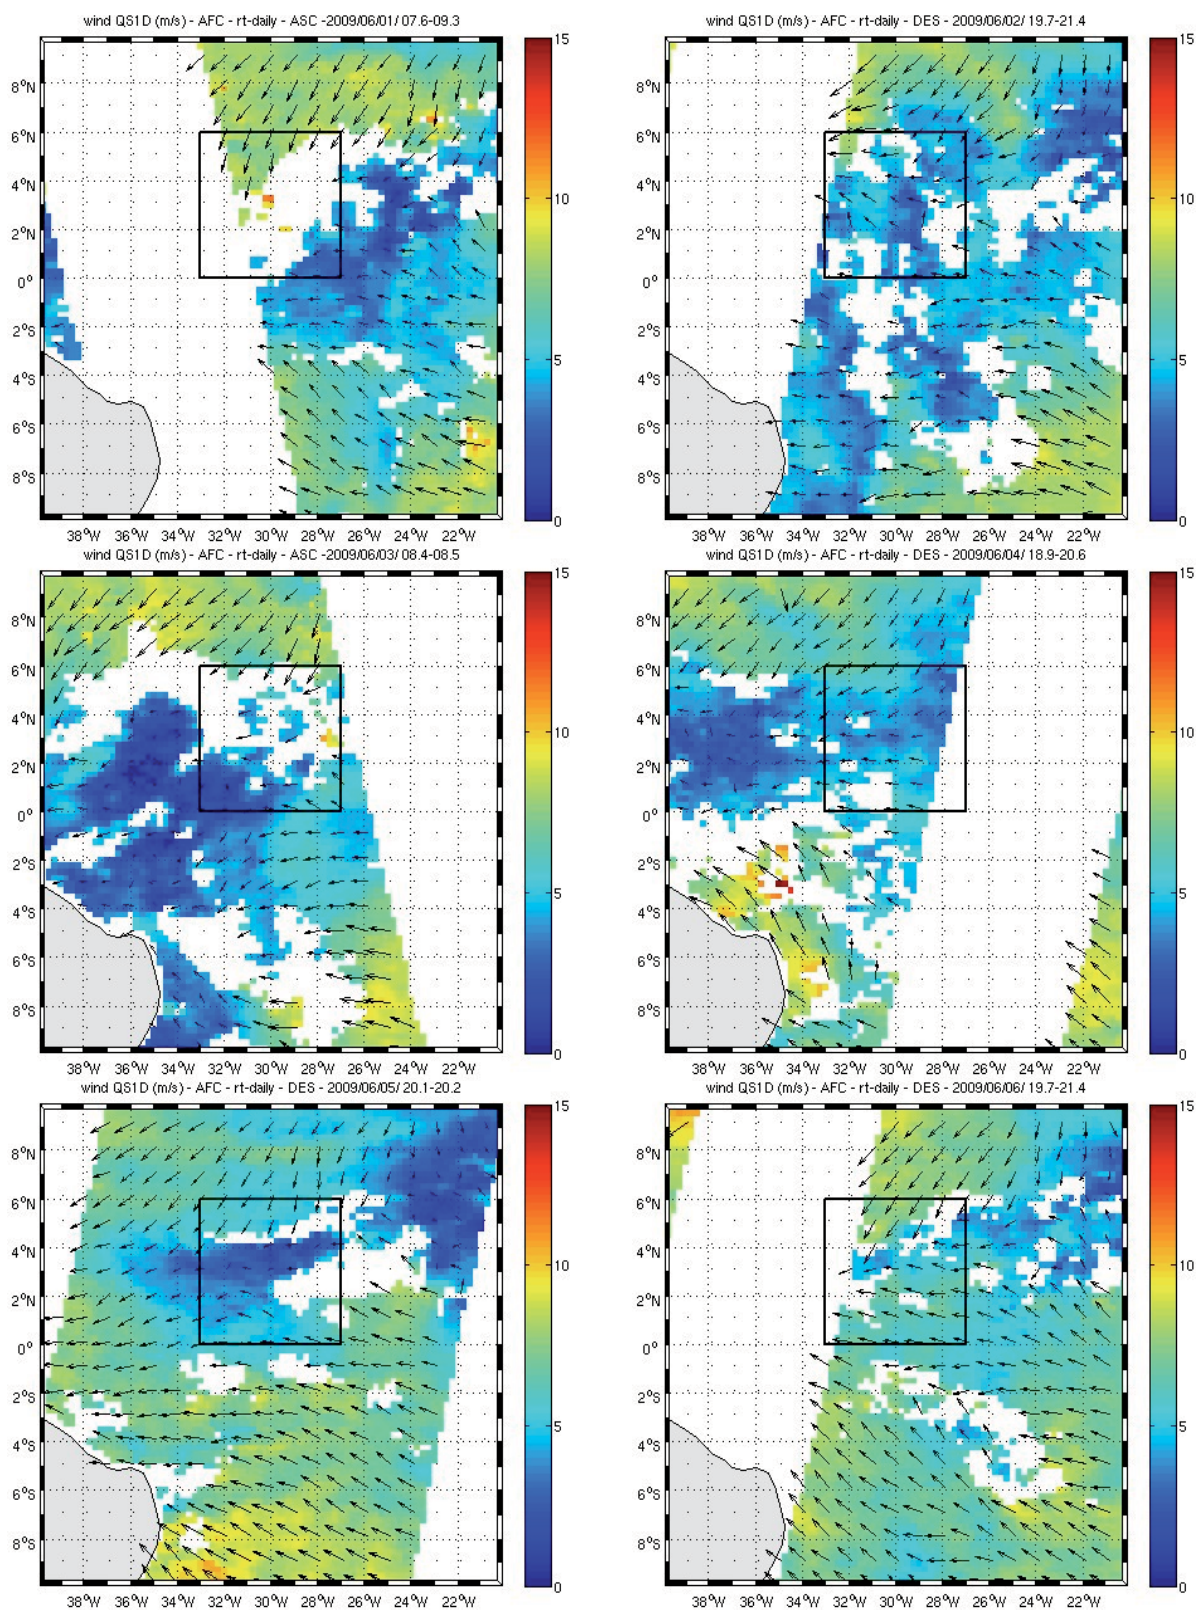 wind QS1D (m/s) - AFC - rt-daily - ASC -2009/06/01/ 07.6-09.3
8°N
6°N
4°N
2°N
0°
2°S
4°S
6°S
8°S
38°W 36°W 34°W 32°W 30°W 28°W 26°W 24°W 22°W
15
10
5
0
wind QS1D (m/s) - AFC - rt-daily - DES - 2009/06/02/ 19.7-21.4
8°N
6°N
4°N
2°N
0°
2°S
4°S
6°S
8°S
38°W 36°W 34°W 32°W 30°W 28°W 26°W 24°W 22°W
15
10
5
0
wind QS1D (m/s) - AFC - rt-daily - ASC -2009/06/03/ 08.4-08.5
8°N
6°N
4°N
2°N
0°
2°S
4°S
6°S
8°S
38°W 36°W 34°W 32°W 30°W 28°W 26°W 24°W 22°W
15
10
5
0
wind QS1D (m/s) - AFC - rt-daily - DES - 2009/06/04/ 18.9-20.6
8°N
6°N
4°N
2°N
0°
2°S
4°S
6°S
8°S
38°W 36°W 34°W 32°W 30°W 28°W 26°W 24°W 22°W
15
10
5
0
wind QS1D (m/s) - AFC - rt-daily - DES - 2009/06/05/ 20.1-20.2
8°N
6°N
4°N
2°N
0°
2°S
4°S
6°S
8°S
38°W 36°W 34°W 32°W 30°W 28°W 26°W 24°W 22°W
15
10
5
0
wind QS1D (m/s) - AFC - rt-daily - DES - 2009/06/06/ 19.7-21.4
8°N
6°N
4°N
2°N
0°
2°S
4°S
6°S
8°S
38°W 36°W 34°W 32°W 30°W 28°W 26°W 24°W 22°W
15
10
5
0